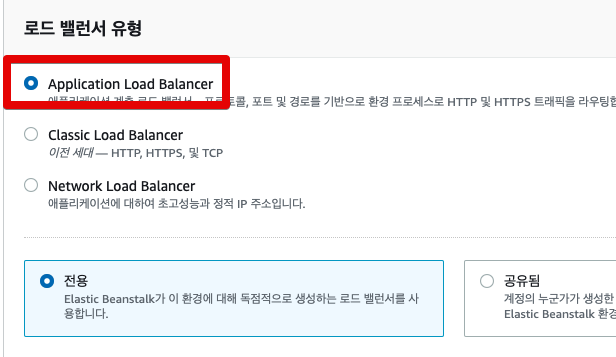 로드 밸런서 유형
Application Load Balancer
애플리케이션 계층 로드 밸런서 — 프로토콜, 포트 및 경로를 기반으로 환경 프로세스로 HTTP 및 HTTPS 트래픽을 라우팅합
Classic Load Balancer
이전 세대 — HTTP, HTTPS, 및 TCP
Network Load Balancer
애플리케이션에 대하여 초고성능과 정적 IP 주소입니다.
전용
Elastic Beanstalk가 이 환경에 대해 독점적으로 생성하는 로드 밸런서를 사
용합니다.
공유됨
계정의 누군가가 생성한
Elastic Beanstalk 환경